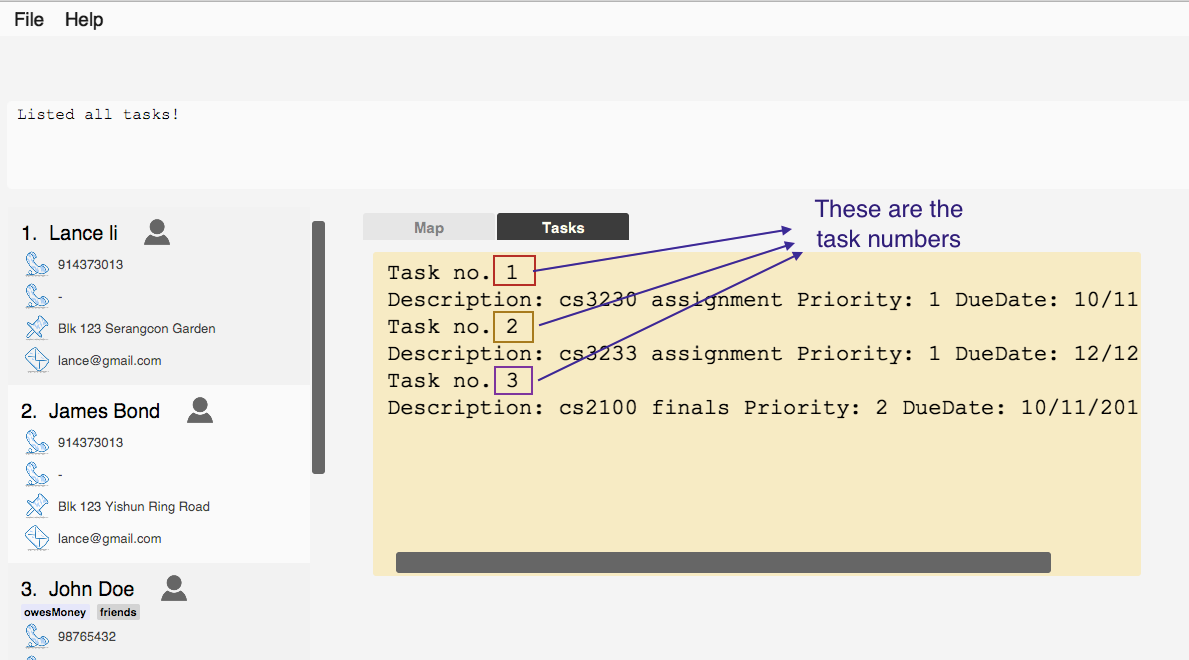 File Help
Listed all tasks!
1. Lance li
914373013
-
Blk 123 Serangoon Garden
lance@gmail.com
2. James Bond
914373013
-
Blk 123 Yishun Ring Road
lance@gmail.com
3. John Doe
owesMoney friends
98765432
Map Tasks
These are the
task numbers
Task no. 1
Description: cs3230 assignment Priority: 1 DueDate: 10/11
Task no. 2
Description: cs3233 assignment Priority: 1 DueDate: 12/12
Task no. 3
Description: cs2100 finals Priority: 2 DueDate: 10/11/201